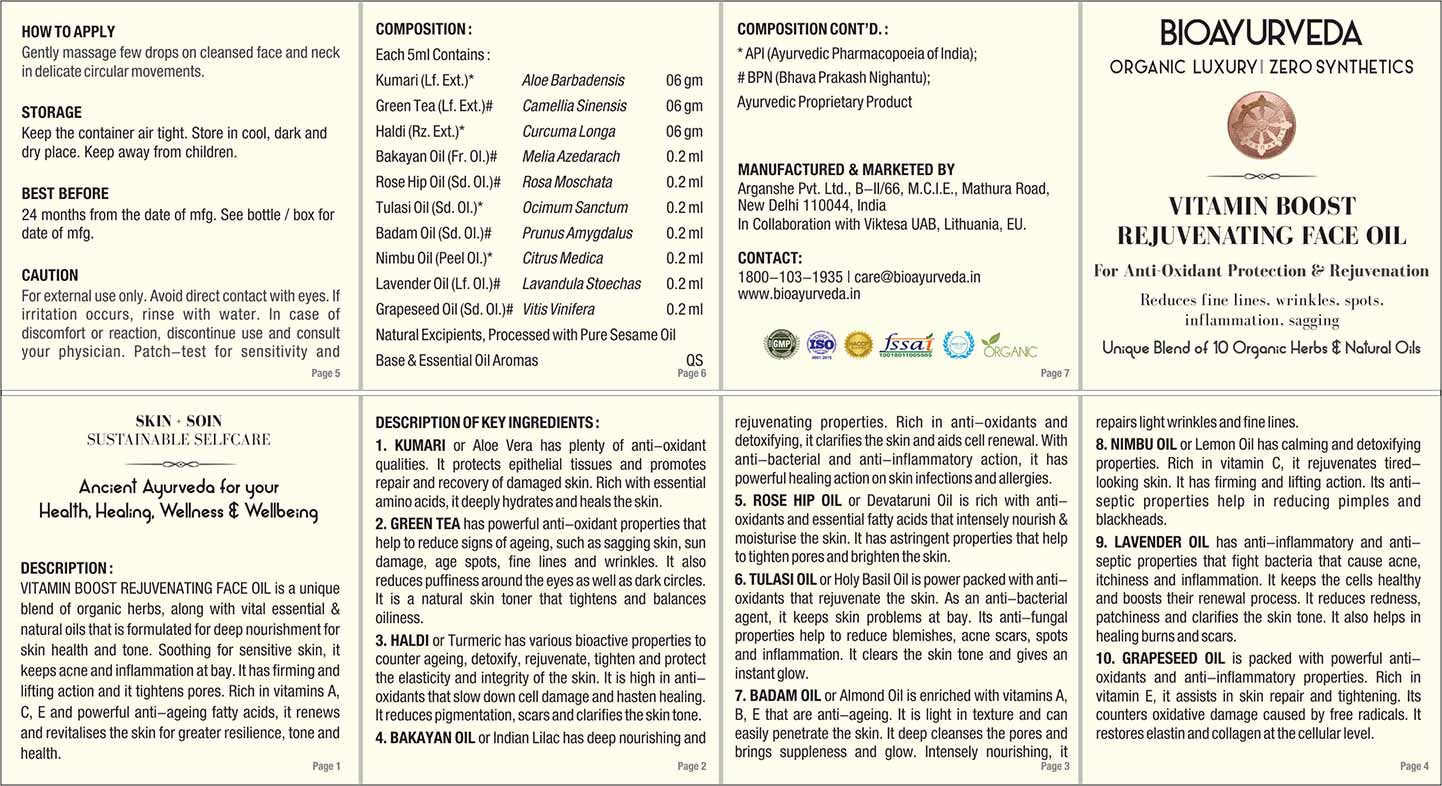 HOW TO APPLY
Gently massage few drops on cleansed face and neck
in delicate circular movements.
STORAGE
Keep the container air tight. Store in cool, dark and
dry place. Keep away from children.
BEST BEFORE
24 months from the date of mfg. See bottle / box for
date of mfg.
CAUTION
For external use only. Avoid direct contact with eyes. If
irritation occurs, rinse with water. In case of
discomfort or reaction, discontinue use and consult
your physician. Patch–test for sensitivity and
Page 5
COMPOSITION :
Each 5ml Contains :
Kumari (Lf. Ext.)* Aloe Barbadensis 06 gm
Green Tea (Lf. Ext.)# Camellia Sinensis 06 gm
Haldi (Rz. Ext.)* Curcuma Longa 06 gm
Bakayan Oil (Fr. Ol.)# Melia Azedarach 0.2 ml
Rose Hip Oil (Sd. Ol.)# Rosa Moschata 0.2 ml
Tulasi Oil (Sd. Ol.)* Ocimum Sanctum 0.2 ml
Badam Oil (Sd. Ol.)# Prunus Amygdalus 0.2 ml
Nimbu Oil (Peel Ol.)* Citrus Medica 0.2 ml
Lavender Oil (Lf. Ol.)# Lavandula Stoechas 0.2 ml
Grapeseed Oil (Sd. Ol.)# Vitis Vinifera 0.2 ml
Natural Excipients, Processed with Pure Sesame Oil
Base & Essential Oil Aromas QS
Page 6
COMPOSITION CONT'D. :
* API (Ayurvedic Pharmacopoeia of India);
# BPN (Bhava Prakash Nighantu);
Ayurvedic Proprietary Product
MANUFACTURED & MARKETED BY
Arganshe Pvt. Ltd., B–II/66, M.C.I.E., Mathura Road,
New Delhi 110044, India
In Collaboration with Viktesa UAB, Lithuania, EU.
CONTACT:
1800–103–1935 | care@bioayurveda.in
www.bioayurveda.in
GMP
ISO
9001:2015
HACCP
fssai
10018011005505
ORGANIC
Page 7
BIOAYURVEDA
ORGANIC LUXURY | ZERO SYNTHETICS
VITAMIN BOOST
REJUVENATING FACE OIL
For Anti-Oxidant Protection & Rejuvenation
Reduces fine lines, wrinkles, spots,
inflammation, sagging
Unique Blend of 10 Organic Herbs & Natural Oils
SKIN + SOIN
SUSTAINABLE SELFCARE
Ancient Ayurveda for your
Health, Healing, Wellness & Wellbeing
DESCRIPTION :
VITAMIN BOOST REJUVENATING FACE OIL is a unique
blend of organic herbs, along with vital essential &
natural oils that is formulated for deep nourishment for
skin health and tone. Soothing for sensitive skin, it
keeps acne and inflammation at bay. It has firming and
lifting action and it tightens pores. Rich in vitamins A,
C, E and powerful anti–ageing fatty acids, it renews
and revitalises the skin for greater resilience, tone and
health.
Page 1
DESCRIPTION OF KEY INGREDIENTS :
1. KUMARI or Aloe Vera has plenty of anti–oxidant
qualities. It protects epithelial tissues and promotes
repair and recovery of damaged skin. Rich with essential
amino acids, it deeply hydrates and heals the skin.
2. GREEN TEA has powerful anti–oxidant properties that
help to reduce signs of ageing, such as sagging skin, sun
damage, age spots, fine lines and wrinkles. It also
reduces puffiness around the eyes as well as dark circles.
It is a natural skin toner that tightens and balances
oiliness.
3. HALDI or Turmeric has various bioactive properties to
counter ageing, detoxify, rejuvenate, tighten and protect
the elasticity and integrity of the skin. It is high in anti–
oxidants that slow down cell damage and hasten healing.
It reduces pigmentation, scars and clarifies the skin tone.
4. BAKAYAN OIL or Indian Lilac has deep nourishing and
Page 2
rejuvenating properties. Rich in anti–oxidants and
detoxifying, it clarifies the skin and aids cell renewal. With
anti–bacterial and anti–inflammatory action, it has
powerful healing action on skin infections and allergies.
5. ROSE HIP OIL or Devataruni Oil is rich with anti–
oxidants and essential fatty acids that intensely nourish &
moisturise the skin. It has astringent properties that help
to tighten pores and brighten the skin.
6. TULASI OIL or Holy Basil Oil is power packed with anti–
oxidants that rejuvenate the skin. As an anti–bacterial
agent, it keeps skin problems at bay. Its anti–fungal
properties help to reduce blemishes, acne scars, spots
and inflammation. It clears the skin tone and gives an
instant glow.
7. BADAM OIL or Almond Oil is enriched with vitamins A,
B, E that are anti–ageing. It is light in texture and can
easily penetrate the skin. It deep cleanses the pores and
brings suppleness and glow. Intensely nourishing, it
Page 3
repairs light wrinkles and fine lines.
8. NIMBU OIL or Lemon Oil has calming and detoxifying
properties. Rich in vitamin C, it rejuvenates tired–
looking skin. It has firming and lifting action. Its anti–
septic properties help in reducing pimples and
blackheads.
9. LAVENDER OIL has anti–inflammatory and anti–
septic properties that fight bacteria that cause acne,
itchiness and inflammation. It keeps the cells healthy
and boosts their renewal process. It reduces redness,
patchiness and clarifies the skin tone. It also helps in
healing burns and scars.
10. GRAPESEED OIL is packed with powerful anti–
oxidants and anti–inflammatory properties. Rich in
vitamin E, it assists in skin repair and tightening. Its
counters oxidative damage caused by free radicals. It
restores elastin and collagen at the cellular level.
Page 4